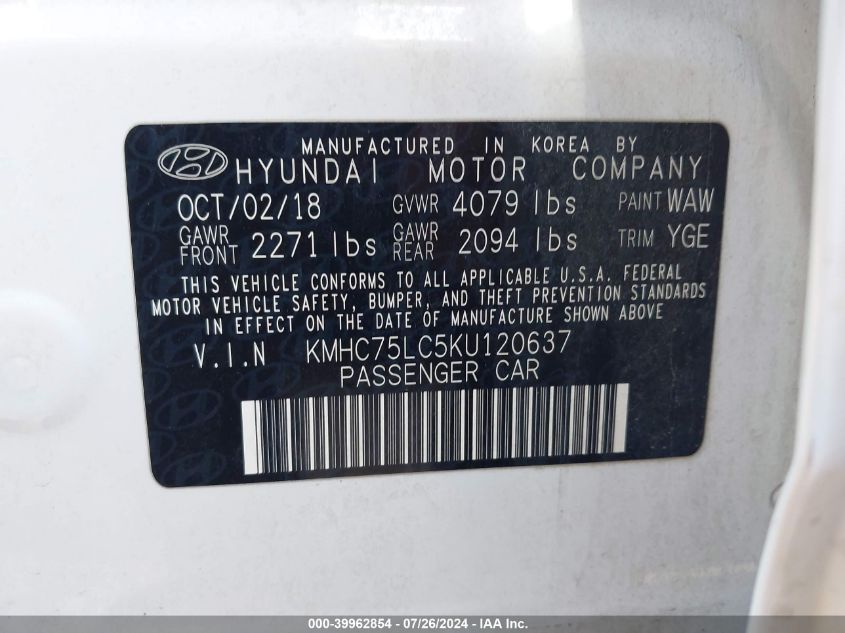 MANUFACTURED IN KOREA BY
HYUNDAI MOTOR COMPANY
OCT/02/18 GVWR 4079 lbs PAINT WAW
GAWR FRONT 2271 lbs GAWR REAR 2094 lbs TRIM YGE
THIS VEHICLE CONFORMS TO ALL APPLICABLE U.S.A. FEDERAL
MOTOR VEHICLE SAFETY, BUMPER, AND THEFT PREVENTION STANDARDS
IN EFFECT ON THE DATE OF MANUFACTURE SHOWN ABOVE
V.I.N KMHC75LC5KU120637
PASSENGER CAR
000-39962854 - 07/26/2024 - IAA Inc.